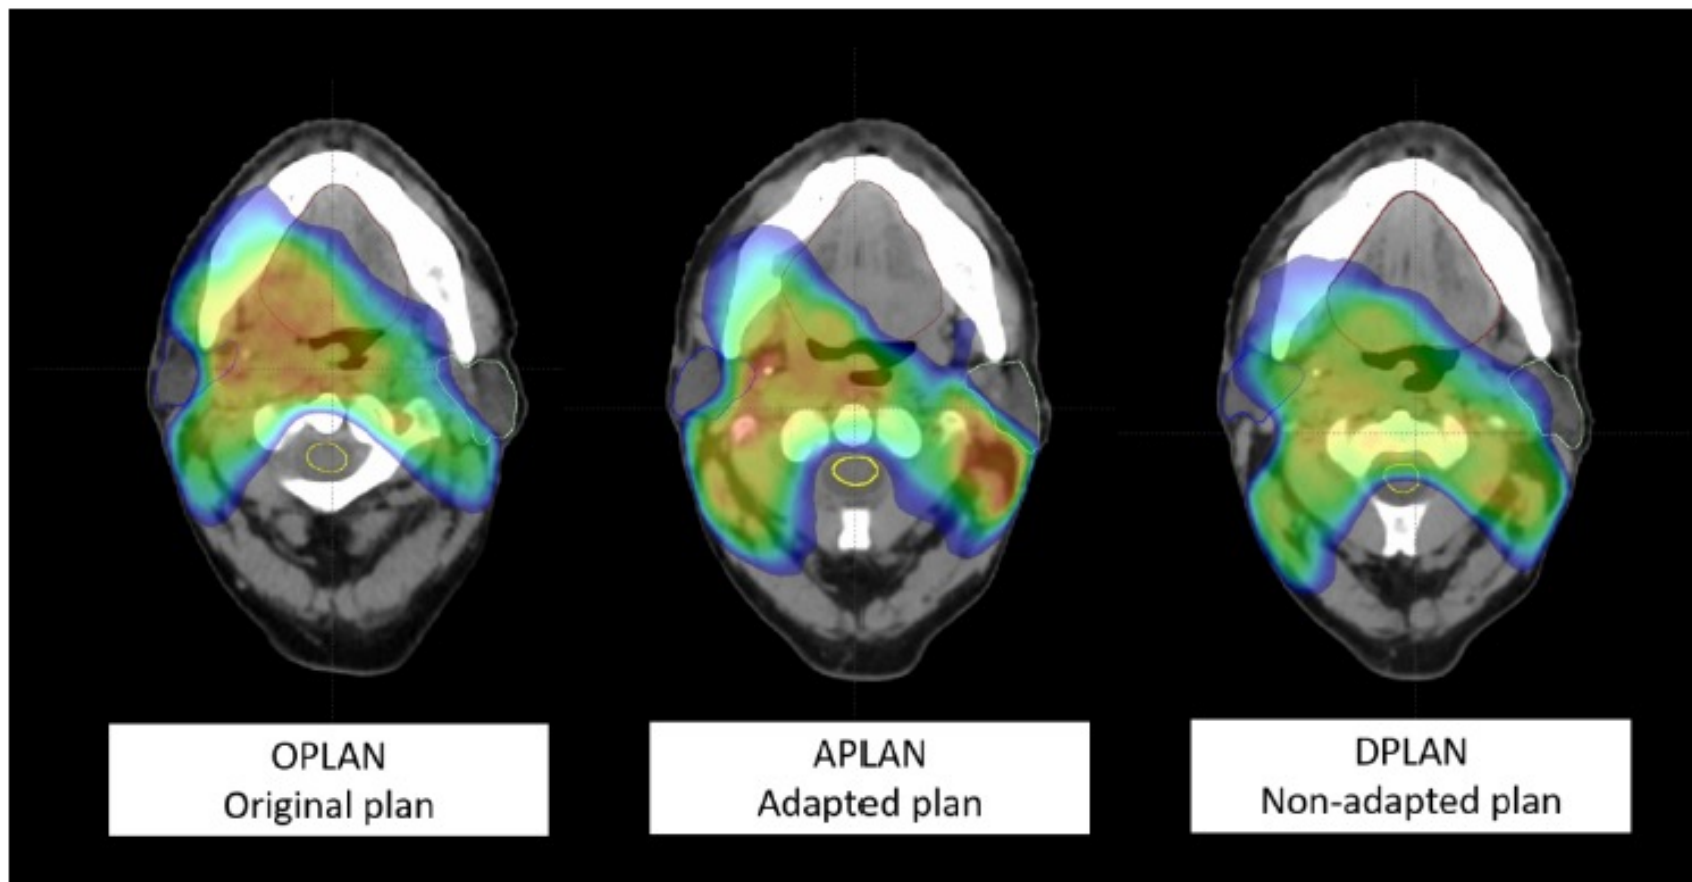 OPLAN
Original plan
APLAN
Adapted plan
DPLAN
Non-adapted plan